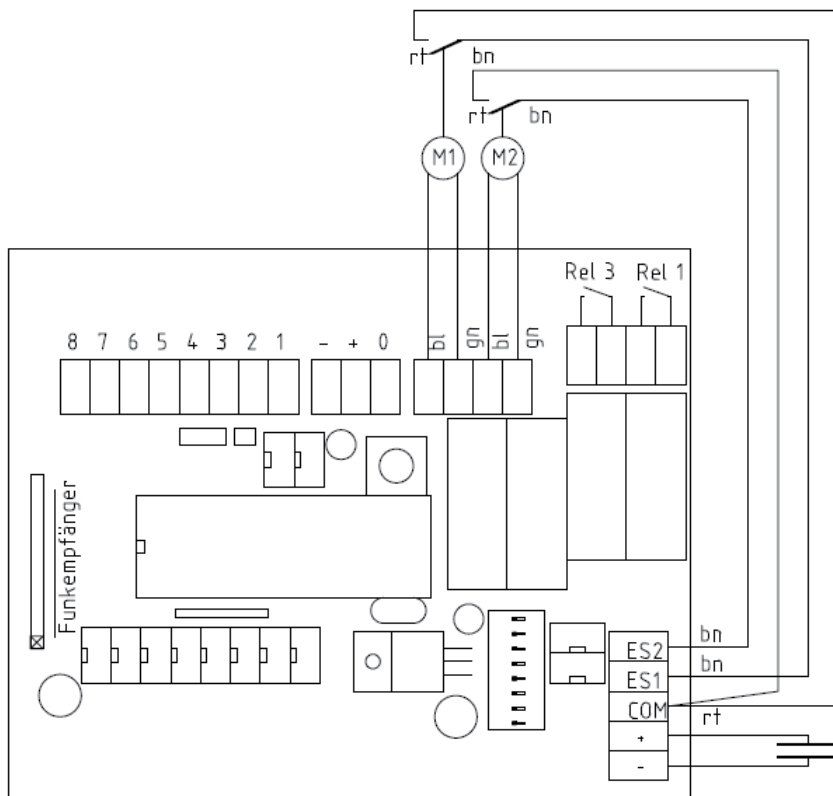 rt bn
rt bn
M1 M2
Rel 3 Rel 1
8 7 6 5 4 3 2 1 - + 0 bl gn bl gn
Funkempfänger
ES2 bn
ES1 bn
COM rt
+
-